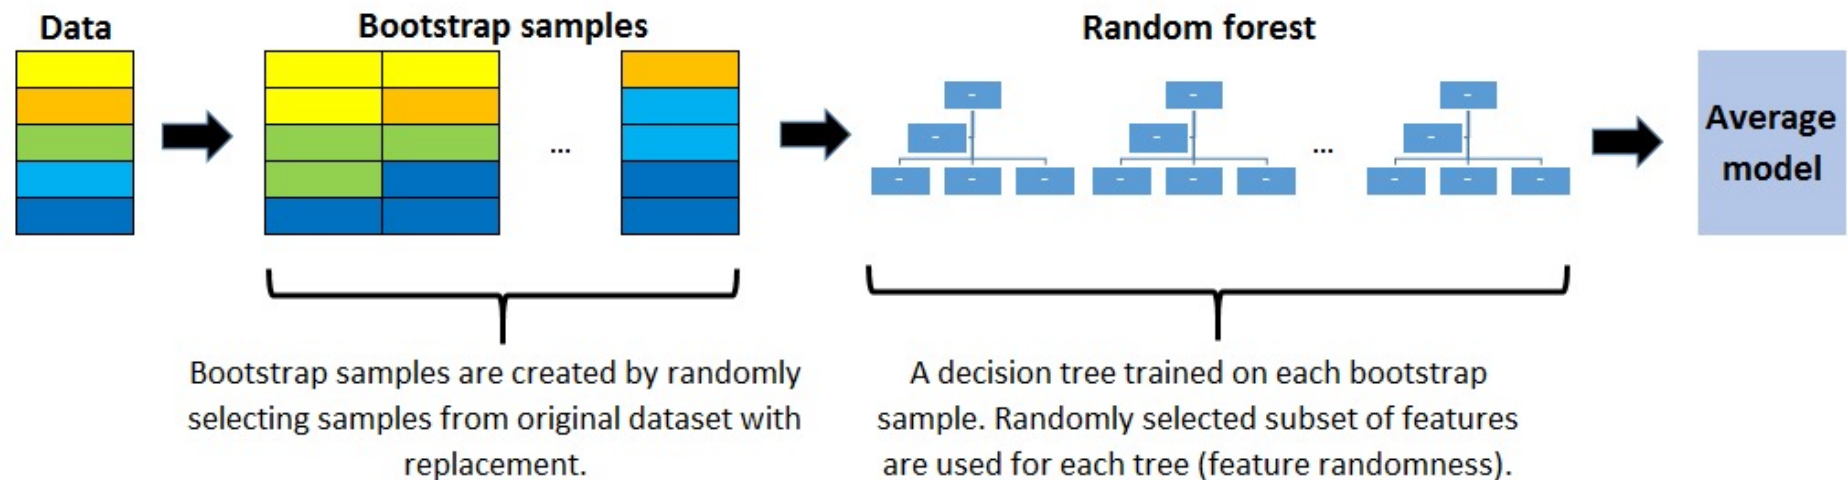 Data
Bootstrap samples
Random forest
...
...
Average
model
Bootstrap samples are created by randomly
selecting samples from original dataset with
replacement.
A decision tree trained on each bootstrap
sample. Randomly selected subset of features
are used for each tree (feature randomness).